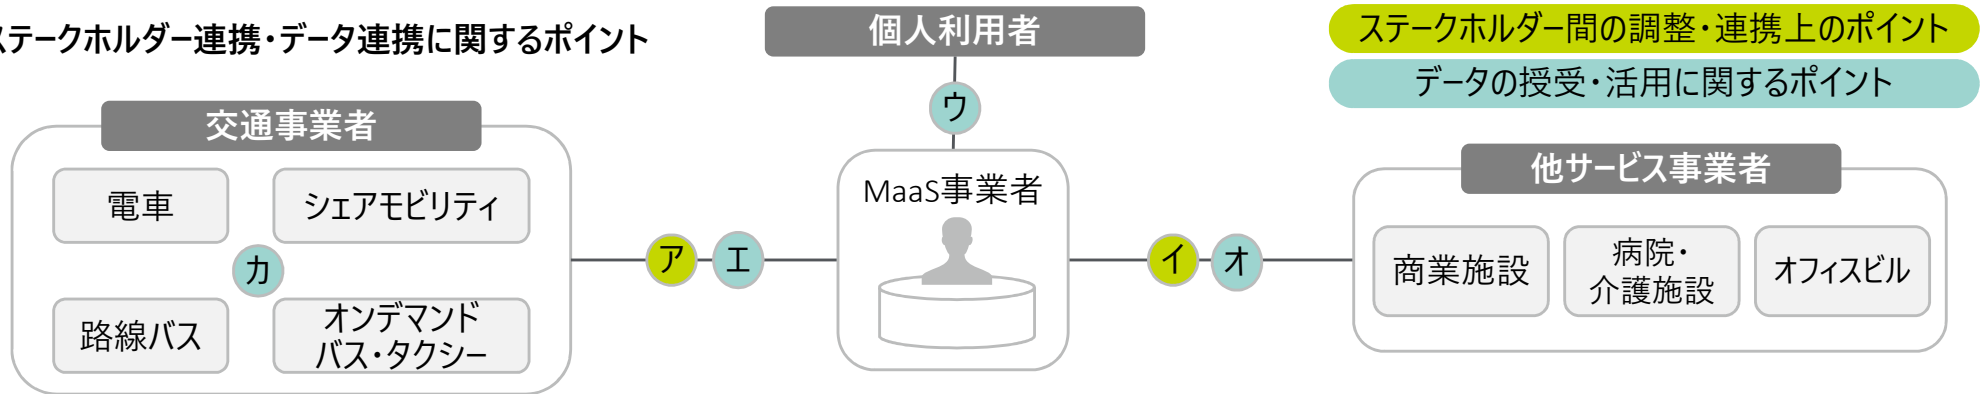 ステークホルダー連携・データ連携に関するポイント
個人利用者
ステークホルダー間の調整・連携上のポイント
データの授受・活用に関するポイント
ウ
交通事業者
電車
シェアモビリティ
カ
路線バス
オンデマンド
バス・タクシー
ア
エ
MaaS事業者
イ
オ
他サービス事業者
商業施設
病院・
介護施設
オフィスビル